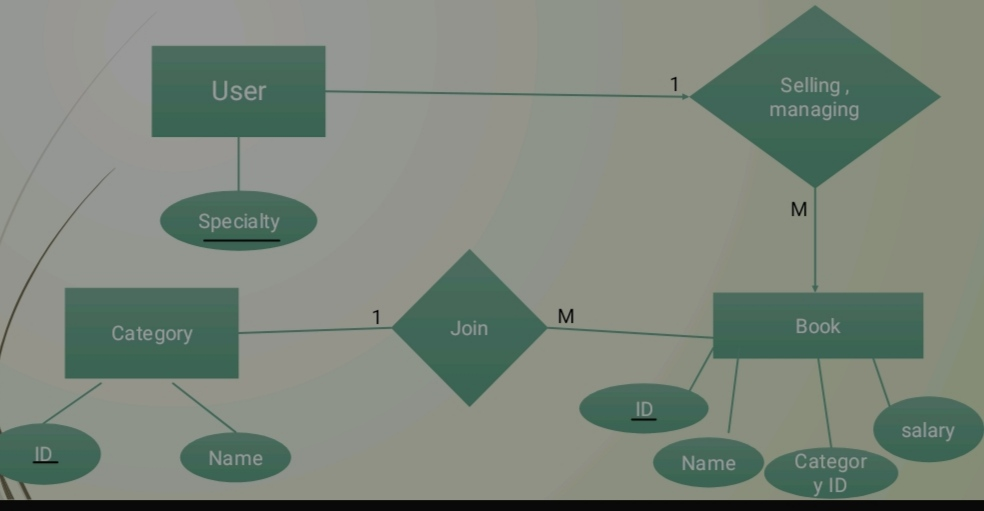 User
1
Selling ,
managing
M
Specialty
Category
1
Join
M
Book
ID
Name
ID
Name
Categor
y ID
salary